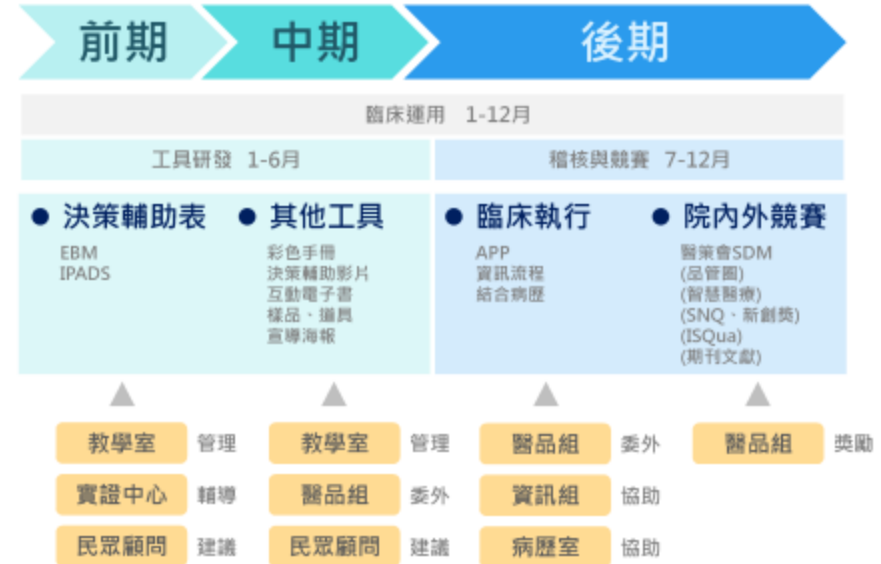 前期
中期
後期
臨床運用 1-12月
工具研發 1-6月
稽核與競賽 7-12月
● 決策輔助表
EBM
IPADS
● 其他工具
彩色手冊
決策輔助影片
互動電子書
樣品、道具
宣導海報
● 臨床執行
APP
資訊流程
結合病歷
● 院內外競賽
醫策會SDM
(品管圈)
(智慧醫療)
(SNQ、新創獎)
(ISQua)
(期刊文獻)
教學室 管理
實證中心 輔導
民眾顧問 建議
教學室 管理
醫品組 委外
民眾顧問 建議
醫品組 委外
資訊組 協助
病歷室 協助
醫品組 獎勵